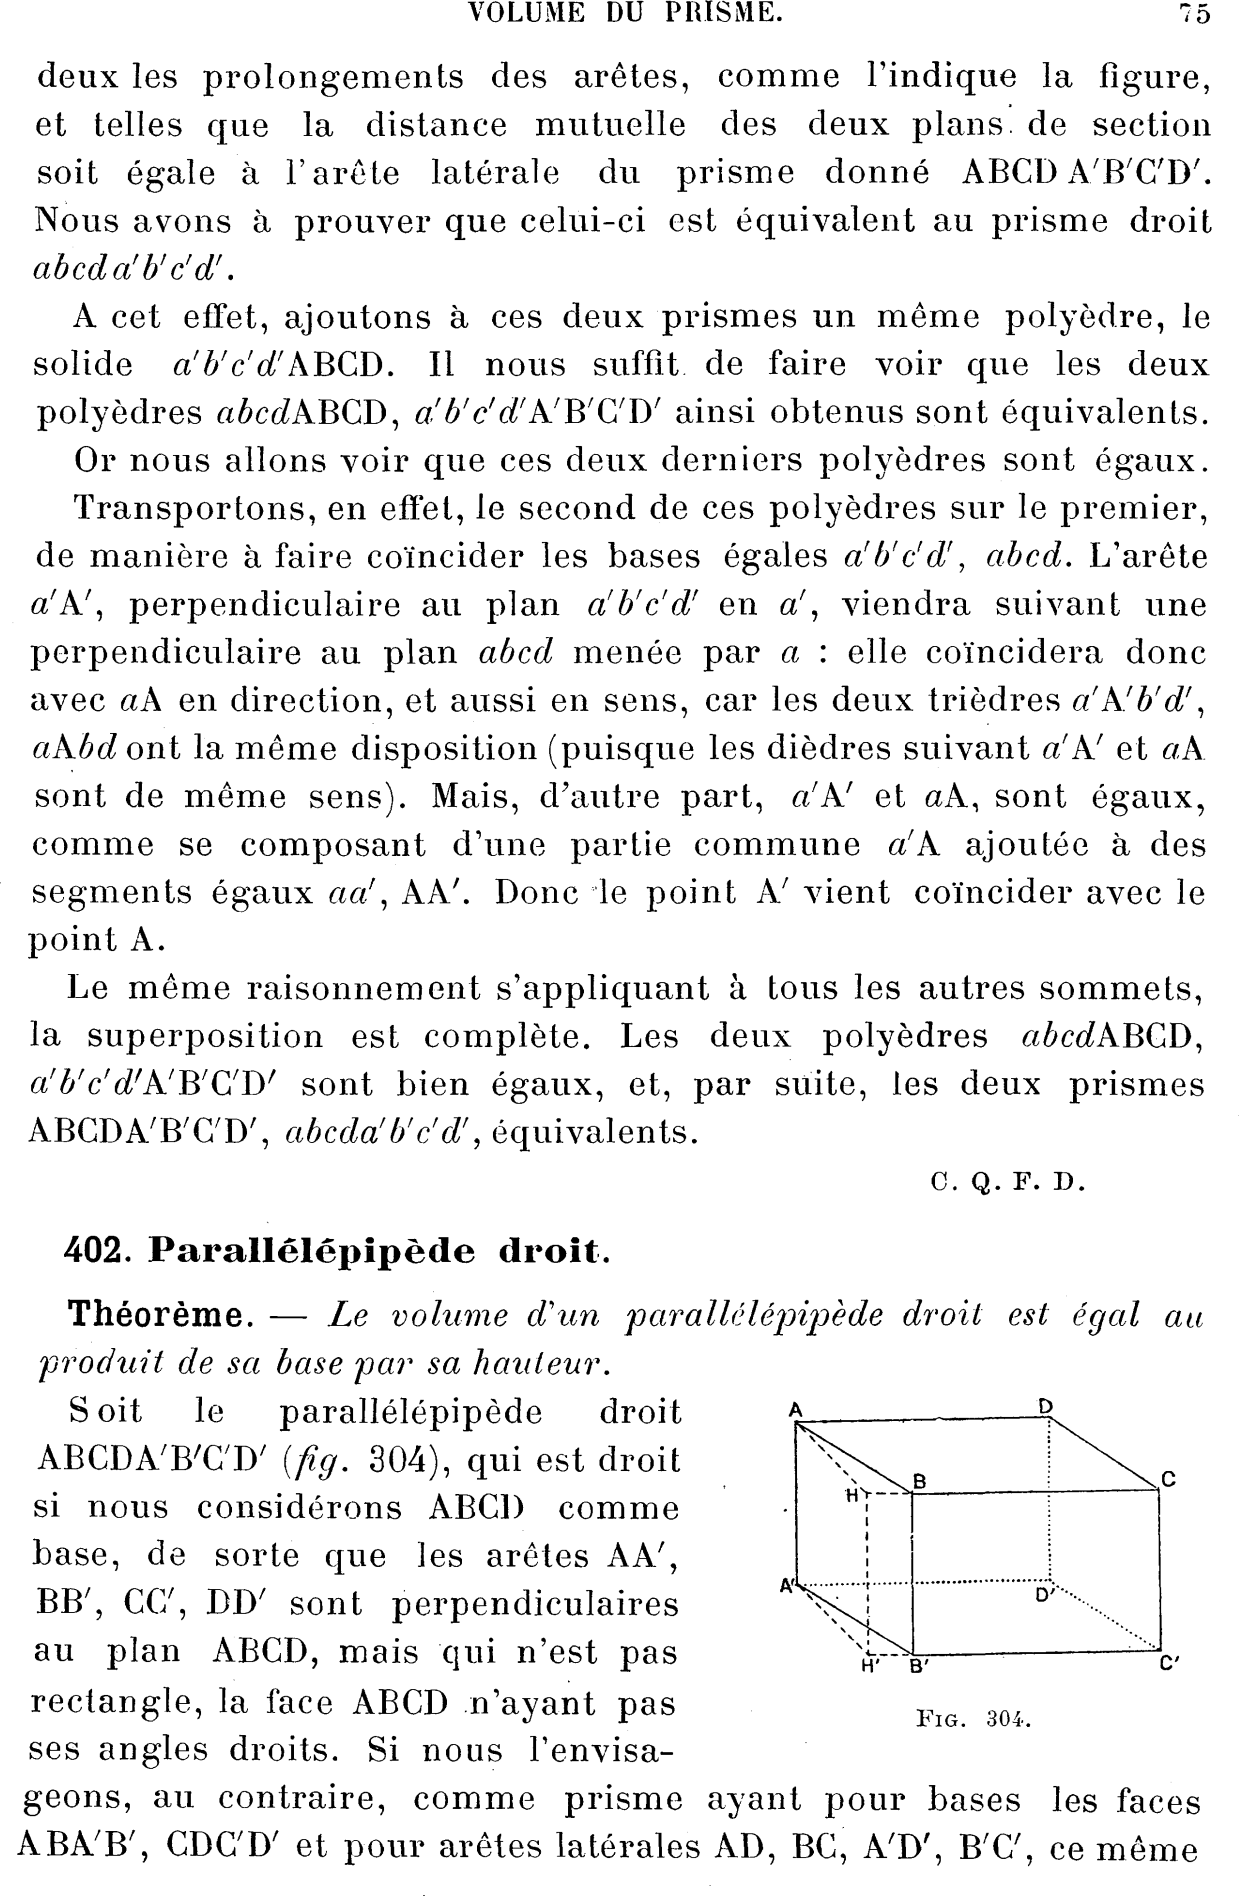 VOLUME DU PRISME. 75
deux les prolongements des arêtes, comme l'indique la figure,
et telles que la distance mutuelle des deux plans de section
soit égale à l'arête latérale du prisme donné ABCD A′B′C′D′.
Nous avons à prouver que celui-ci est équivalent au prisme droit
abcd a′b′c′d′.
A cet effet, ajoutons à ces deux prismes un même polyèdre, le
solide a′b′c′d′ABCD. Il nous suffit de faire voir que les deux
polyèdres abcdABCD, a′b′c′d′A′B′C′D′ ainsi obtenus sont équivalents.
Or nous allons voir que ces deux derniers polyèdres sont égaux.
Transportons, en effet, le second de ces polyèdres sur le premier,
de manière à faire coïncider les bases égales a′b′c′d′, abcd. L'arête
a′A′, perpendiculaire au plan a′b′c′d′ en a′, viendra suivant une
perpendiculaire au plan abcd menée par a : elle coïncidera donc
avec aA en direction, et aussi en sens, car les deux trièdres a′A′b′d′,
aAbd ont la même disposition (puisque les dièdres suivant a′A′ et aA
sont de même sens). Mais, d'autre part, a′A′ et aA, sont égaux,
comme se composant d'une partie commune a′A ajoutée à des
segments égaux aa′, AA′. Donc le point A′ vient coïncider avec le
point A.
Le même raisonnement s'appliquant à tous les autres sommets,
la superposition est complète. Les deux polyèdres abcdABCD,
a′b′c′d′A′B′C′D′ sont bien égaux, et, par suite, les deux prismes
ABCDA′B′C′D′, abcda′b′c′d′, équivalents.
C. Q. F. D.
402. Parallélépipède droit.
Théorème. — Le volume d'un parallélépipède droit est égal au
produit de sa base par sa hauteur.
Soit le parallélépipède droit
ABCDA′B′C′D′ (fig. 304), qui est droit
si nous considérons ABCD comme
base, de sorte que les arêtes AA′,
BB′, CC′, DD′ sont perpendiculaires
au plan ABCD, mais qui n'est pas
rectangle, la face ABCD n'ayant pas
ses angles droits. Si nous l'envisa-
A D
B C
H
A′ D′
H′ B′ C′
FIG. 304.
geons, au contraire, comme prisme ayant pour bases les faces
ABA′B′, CDC′D′ et pour arêtes latérales AD, BC, A′D′, B′C′, ce même